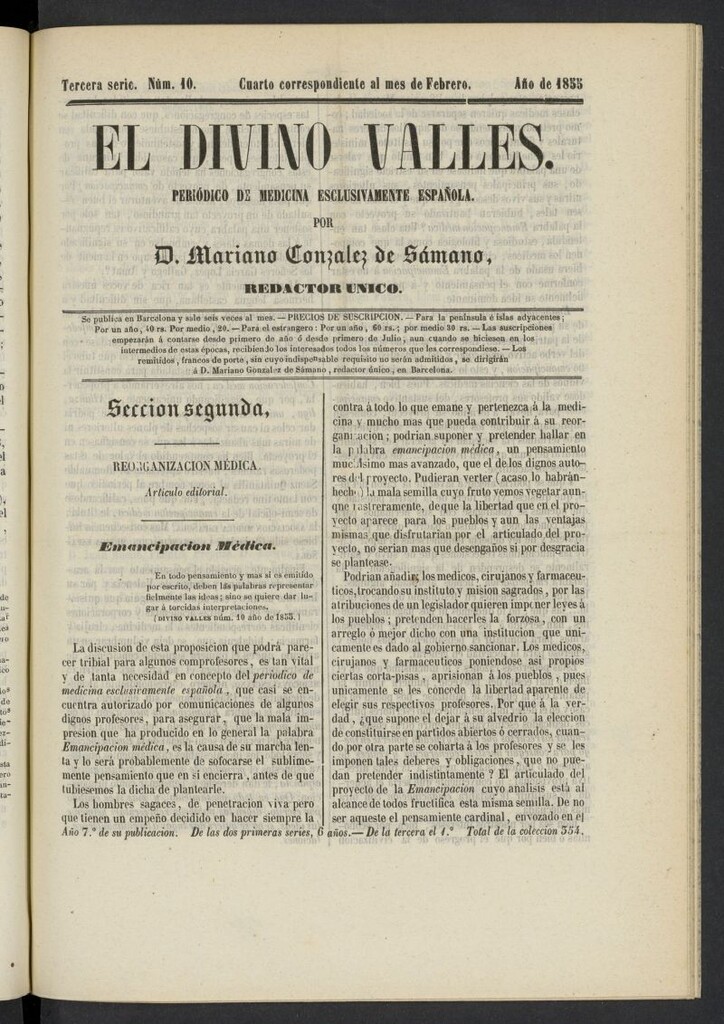 Tercera serie. Núm. 10. Cuarto correspondiente al mes de Febrero. Año de 1855
EL DIVINO VALLES.
PERIÓDICO DE MEDICINA ESCLUSIVAMENTE ESPAÑOLA.
POR
D. Mariano Gonzalez de Sámano,
REDACTOR UNICO.
Se publica en Barcelona y sale seis veces al mes. — PRECIOS DE SUSCRIPCION. — Para la península é islas adyacentes;
Por un año, 40 rs. Por medio, 20. — Para el estrangero: Por un año, 60 rs.; por medio 30 rs. — Las suscripciones
empezarán á contarse desde primero de año ó desde primero de Julio, aun cuando se hiciesen en los
intermedios de estas épocas, recibiendo los interesados todos los números que les correspondiese. — Los
remitidos, francos de porte, sin cuyo indispensable requisito no serán admitidos, se dirigirán
á D. Mariano Gonzalez de Sámano, redactor único, en Barcelona.
Seccion segunda,
REORGANIZACION MÉDICA.
Articulo editorial.
Emancipacion Médica.
En todo pensamiento y mas si es emitido
por escrito, deben las palabras representar
fielmente las ideas; sino se quiere dar lu-
gar á torcidas interpretaciones.
(DIVINO VALLES núm. 10 año de 1855.)
La discusion de esta proposicion que podrá pare-
cer tribial para algunos comprofesores, es tan vital
y de tanta necesidad en concepto del periodico de
medicina esclusivamente española, que casi se en-
cuentra autorizado por comunicaciones de algunos
dignos profesores, para asegurar, que la mala im-
presion que ha producido en lo general la palabra
Emancipacion médica, es la causa de su marcha len-
ta y lo será probablemente de sofocarse el sublime-
mente pensamiento que en si encierra, antes de que
tubiesemos la dicha de plantearle.
Los hombres sagaces, de penetracion viva pero
que tienen un empeño decidido en hacer siempre la
contra á todo lo que emane y pertenezca á la medi-
cina y mucho mas que pueda contribuir á su reor-
ganizacion; podrian suponer y pretender hallar en
la palabra emancipacion médica, un pensamiento
muchísimo mas avanzado, que el de los dignos auto-
res del proyecto. Pudieran verter (acaso lo habrán-
hecho) la mala semilla cuyo fruto vemos vegetar aun-
que rastreramente, de que la libertad que en el pro-
yecto aparece para los pueblos y aun las ventajas
mismas que disfrutarian por el articulado del pro-
yecto, no serian mas que desengaños si por desgracia
se plantease.
Podrian añadir; los medicos, cirujanos y farmaceu-
ticos, trocando su instituto y mision sagrados, por las
atribuciones de un legislador quieren imponer leyes á
los pueblos; pretenden hacerles la forzosa, con un
arreglo ó mejor dicho con una institucion que uni-
camente es dado al gobierno sancionar. Los medicos,
cirujanos y farmaceuticos poniendose asi propios
ciertas corta-pisas, aprisionan á los pueblos, pues
unicamente se les concede la libertad aparente de
elegir sus respectivos profesores. Por que á la ver-
dad, ¿que supone el dejar á su alvedrio la eleccion
de constituirse en partidos abiertos ó cerrados, cuan-
do por otra parte se cobarta á los profesores y se les
imponen tales deberes y obligaciones, que no pue-
dan pretender indistintamente? El articulado del
proyecto de la Emancipacion cuyo analisis está al
alcance de todos fructifica esta misma semilla. De no
ser aqueste el pensamiento cardinal, envozado en el
Año 7.º de su publicacion. De las dos primeras series, 6 años.— De la tercera el 1.º Total de la coleccion 354.